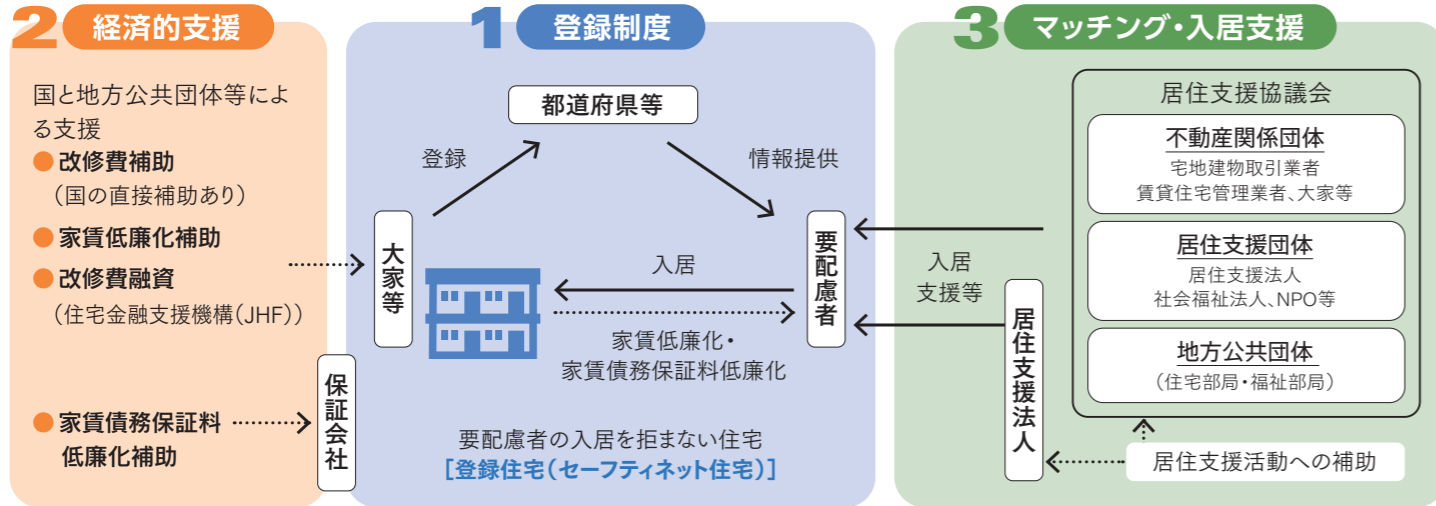 2 経済的支援
国と地方公共団体等によ
る支援
● 改修費補助
(国の直接補助あり)
● 家賃低廉化補助
● 改修費融資
(住宅金融支援機構(JHF))
● 家賃債務保証料
低廉化補助
保証会社
1 登録制度
都道府県等
登録
情報提供
大家等
入居
家賃低廉化・
家賃債務保証料低廉化
要配慮者
要配慮者の入居を拒まない住宅
[登録住宅(セーフティネット住宅)]
3 マッチング・入居支援
入居
支援等
居住支援法人
居住支援協議会
不動産関係団体
宅地建物取引業者
賃貸住宅管理業者、大家等
居住支援団体
居住支援法人
社会福祉法人、NPO等
地方公共団体
(住宅部局・福祉部局)
居住支援活動への補助